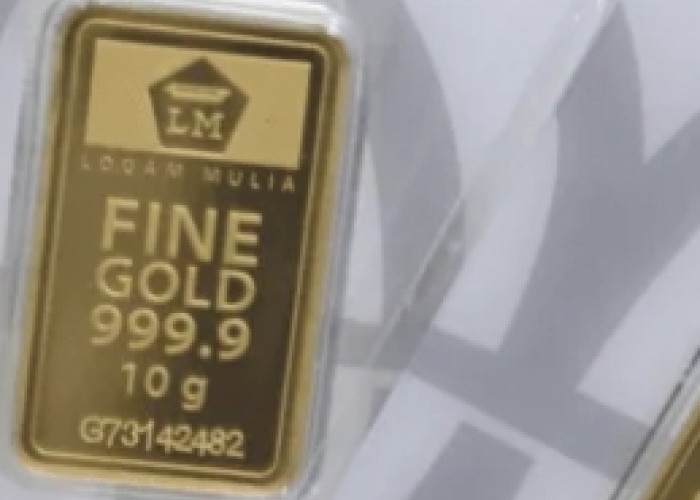 LM
LOGAM MULIA
FINE
GOLD
999.9
10 g
G73142482